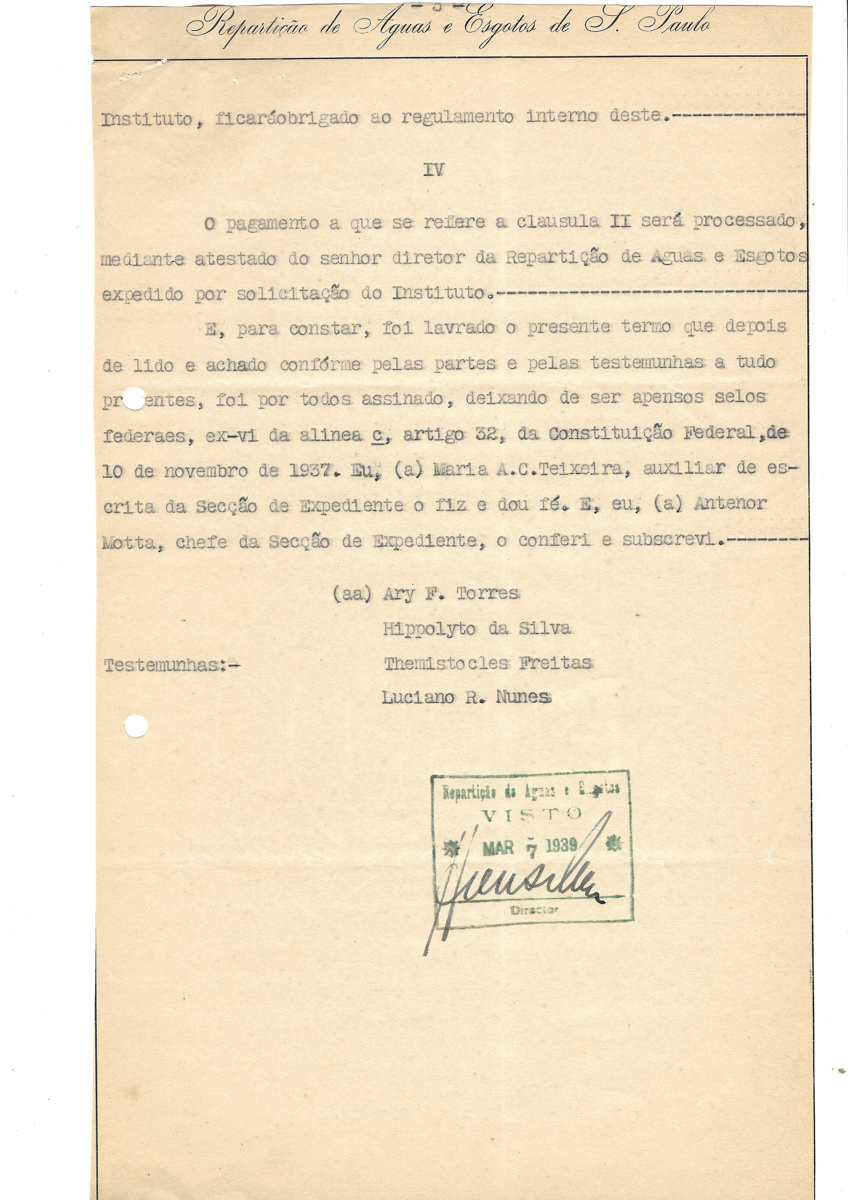 - 3 -
Repartição de Aguas e Esgotos de S. Paulo
Instituto, ficaráobrigado ao regulamento interno deste.--------------
IV
O pagamento a que se refere a clausula II será processado,
mediante atestado do senhor diretor da Repartição de Aguas e Esgotos
expedido por solicitação do Instituto.--------------------------------
E, para constar, foi lavrado o presente termo que depois
de lido e achado confórme pelas partes e pelas testemunhas a tudo
pr entes, foi por todos assinado, deixando de ser apensos selos
federaes, ex-vi da alinea c, artigo 32, da Constituição Federal,de
10 de novembro de 1937. Eu, (a) Maria A.C.Teixeira, auxiliar de es-
crita da Secção de Expediente o fiz e dou fé. E, eu, (a) Antenor
Motta, chefe da Secção de Expediente, o conferi e subscrevi.--------
(aa) Ary F. Torres
Hippolyto da Silva
Testemunhas:- Themistocles Freitas
Luciano R. Nunes
Repartição de Aguas e Esgotos
VISTO
MAR 7 1939
Director